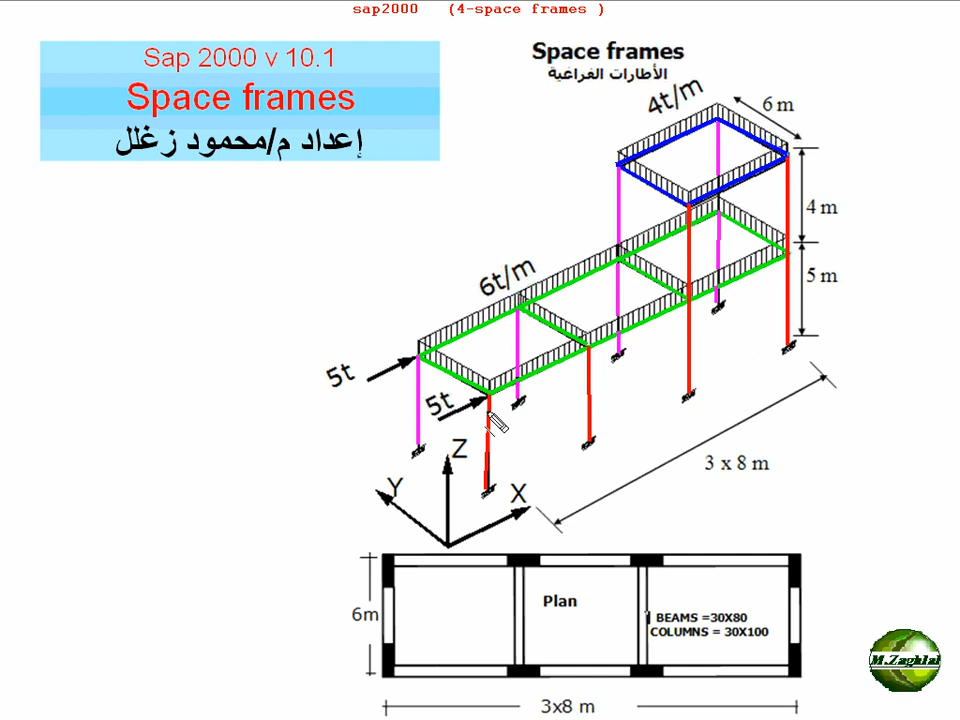 sap2000 (4-space frames )
Sap 2000 v 10.1
Space frames
إعداد م/محمود زغلل
Space frames
الأطارات الفراغية
4t/m
6 m
4 m
5 m
6t/m
5t
5t
3 x 8 m
Z
Y
X
6m
Plan
BEAMS =30X80
COLUMNS = 30X100
3x8 m
M.Zaghlal